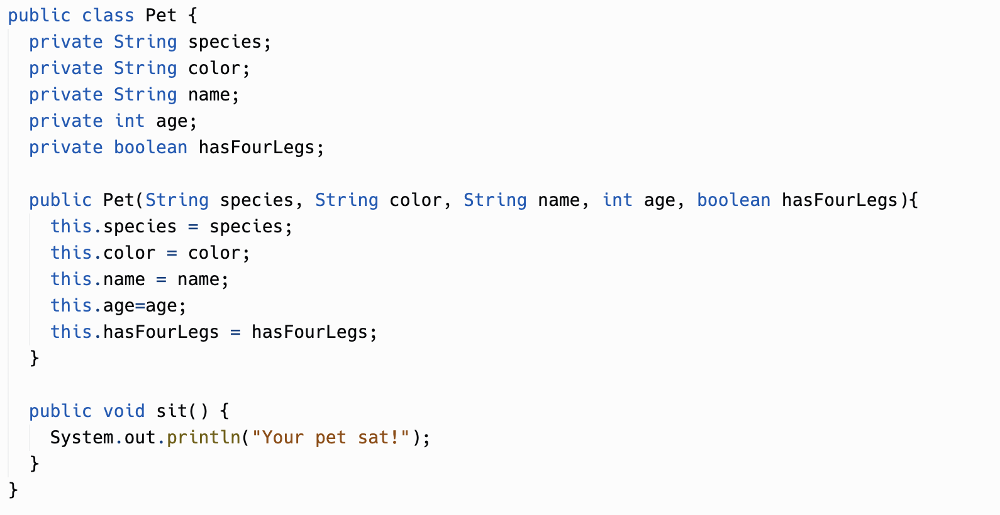 public class Pet {
  private String species;
  private String color;
  private String name;
  private int age;
  private boolean hasFourLegs;

  public Pet(String species, String color, String name, int age, boolean hasFourLegs){
    this.species = species;
    this.color = color;
    this.name = name;
    this.age=age;
    this.hasFourLegs = hasFourLegs;
  }

  public void sit() {
    System.out.println("Your pet sat!");
  }
}